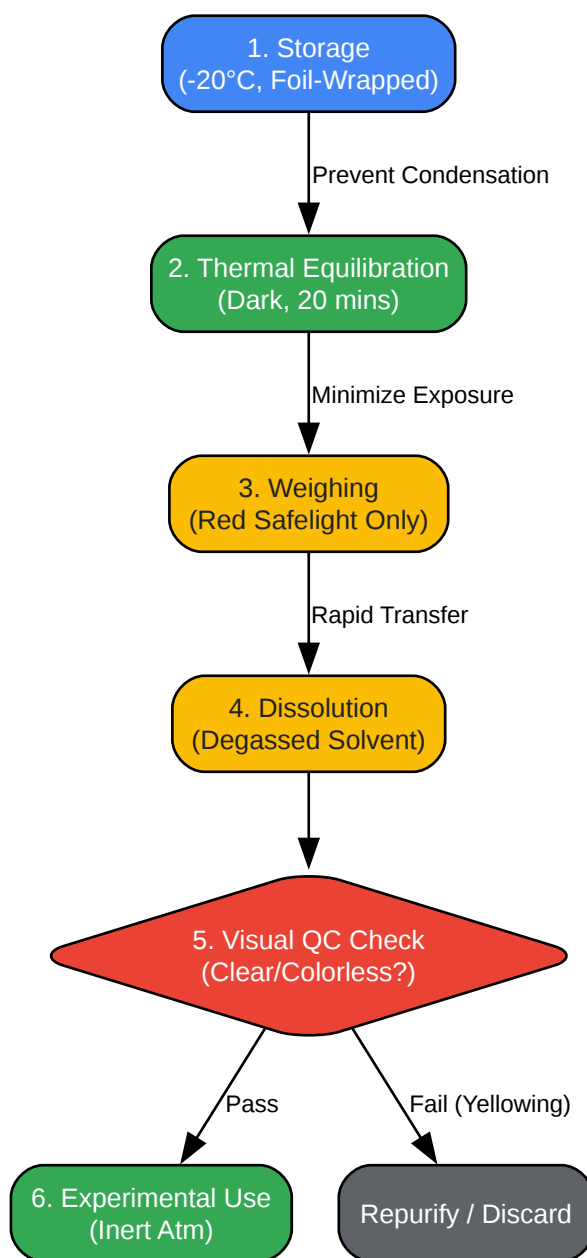 1. Storage
(-20°C, Foil-Wrapped)
Prevent Condensation
2. Thermal Equilibration
(Dark, 20 mins)
Minimize Exposure
3. Weighing
(Red Safelight Only)
Rapid Transfer
4. Dissolution
(Degassed Solvent)
5. Visual QC Check
(Clear/Colorless?)
Pass
Fail (Yellowing)
6. Experimental Use
(Inert Atm)
Repurify / Discard